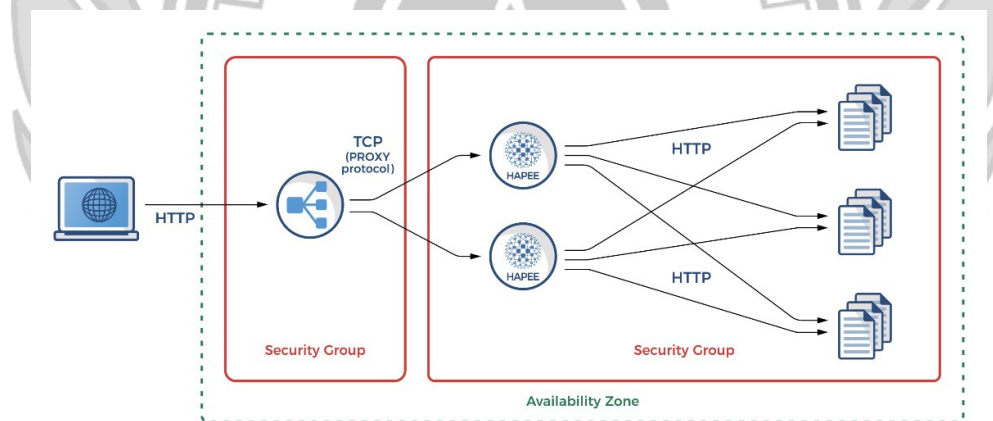 HTTP
TCP
(PROXY
protocol)
HAPEE
HAPEE
HTTP
HTTP
Security Group
Security Group
Availability Zone